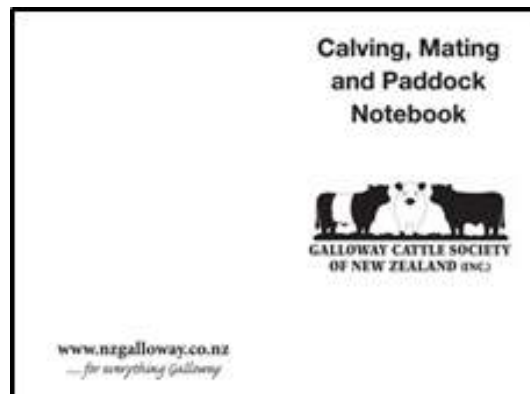 Calving, Mating
and Paddock
Notebook
GALLOWAY CATTLE SOCIETY
OF NEW ZEALAND (INC.)
www.nzgalloway.co.nz
.... for everything Galloway